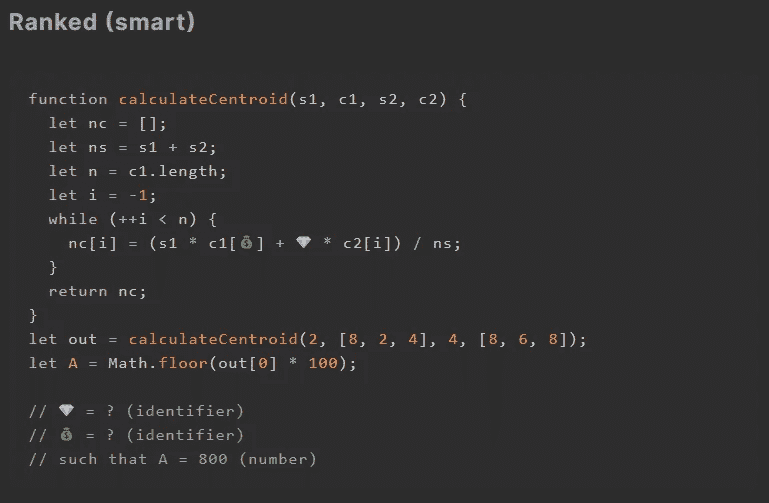 Ranked (smart)
function calculateCentroid(s1, c1, s2, c2) {
let nc = [];
let ns = s1 + s2;
let n = c1.length;
let i = -1;
while (++i < n) {
nc[i] = (s1 * c1[💰] + 💎 * c2[i]) / ns;
}
return nc;
}
let out = calculateCentroid(2, [8, 2, 4], 4, [8, 6, 8]);
let A = Math.floor(out[0] * 100);
// 💎 = ? (identifier)
// 💰 = ? (identifier)
// such that A = 800 (number)